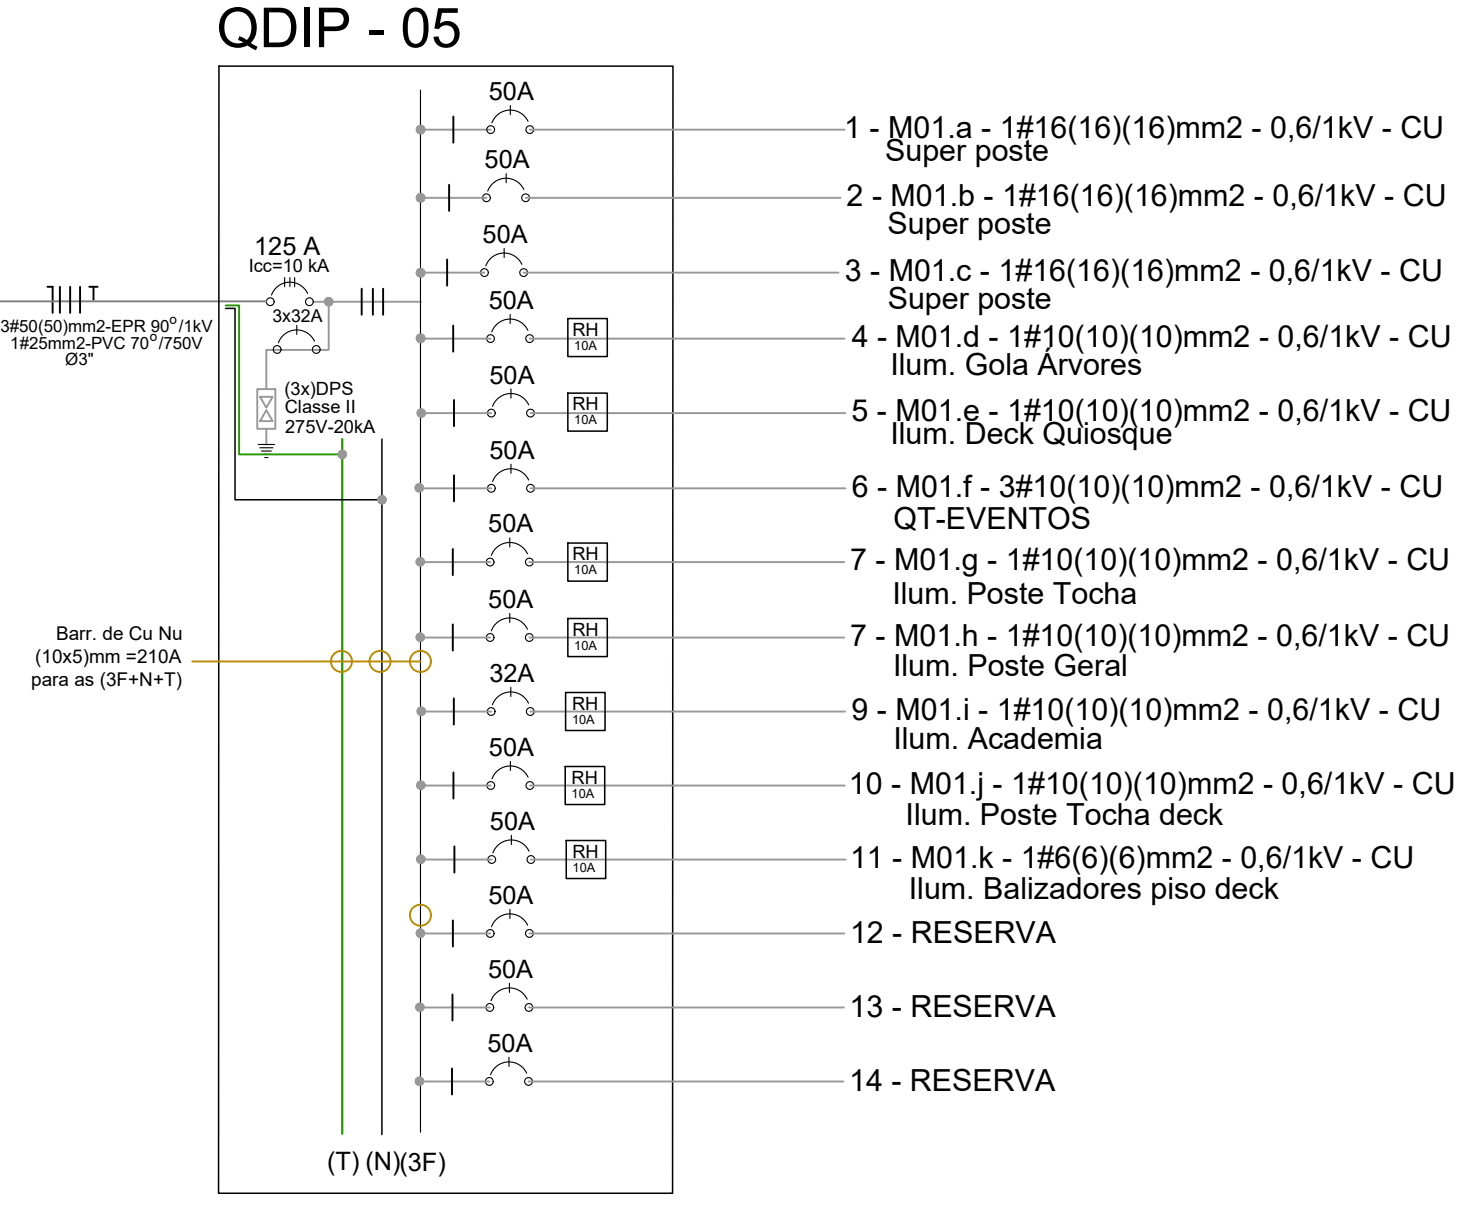 QDIP - 05
50A
1 - M01.a - 1#16(16)(16)mm2 - 0,6/1kV - CU
Super poste
50A
2 - M01.b - 1#16(16)(16)mm2 - 0,6/1kV - CU
Super poste
125 A
Icc=10 kA
50A
3 - M01.c - 1#16(16)(16)mm2 - 0,6/1kV - CU
Super poste
3#50(50)mm2-EPR 90°/1kV
1#25mm2-PVC 70°/750V
Ø3"
3x32A
50A
RH
10A
4 - M01.d - 1#10(10)(10)mm2 - 0,6/1kV - CU
Ilum. Gola Árvores
(3x)DPS
Classe II
275V-20kA
50A
RH
10A
5 - M01.e - 1#10(10)(10)mm2 - 0,6/1kV - CU
Ilum. Deck Quiosque
50A
6 - M01.f - 3#10(10)(10)mm2 - 0,6/1kV - CU
QT-EVENTOS
50A
RH
10A
7 - M01.g - 1#10(10)(10)mm2 - 0,6/1kV - CU
Ilum. Poste Tocha
50A
RH
10A
7 - M01.h - 1#10(10)(10)mm2 - 0,6/1kV - CU
Ilum. Poste Geral
Barr. de Cu Nu
(10x5)mm =210A
para as (3F+N+T)
32A
RH
10A
9 - M01.i - 1#10(10)(10)mm2 - 0,6/1kV - CU
Ilum. Academia
50A
RH
10A
10 - M01.j - 1#10(10)(10)mm2 - 0,6/1kV - CU
Ilum. Poste Tocha deck
50A
RH
10A
11 - M01.k - 1#6(6)(6)mm2 - 0,6/1kV - CU
Ilum. Balizadores piso deck
50A
12 - RESERVA
50A
13 - RESERVA
50A
14 - RESERVA
(T) (N)(3F)